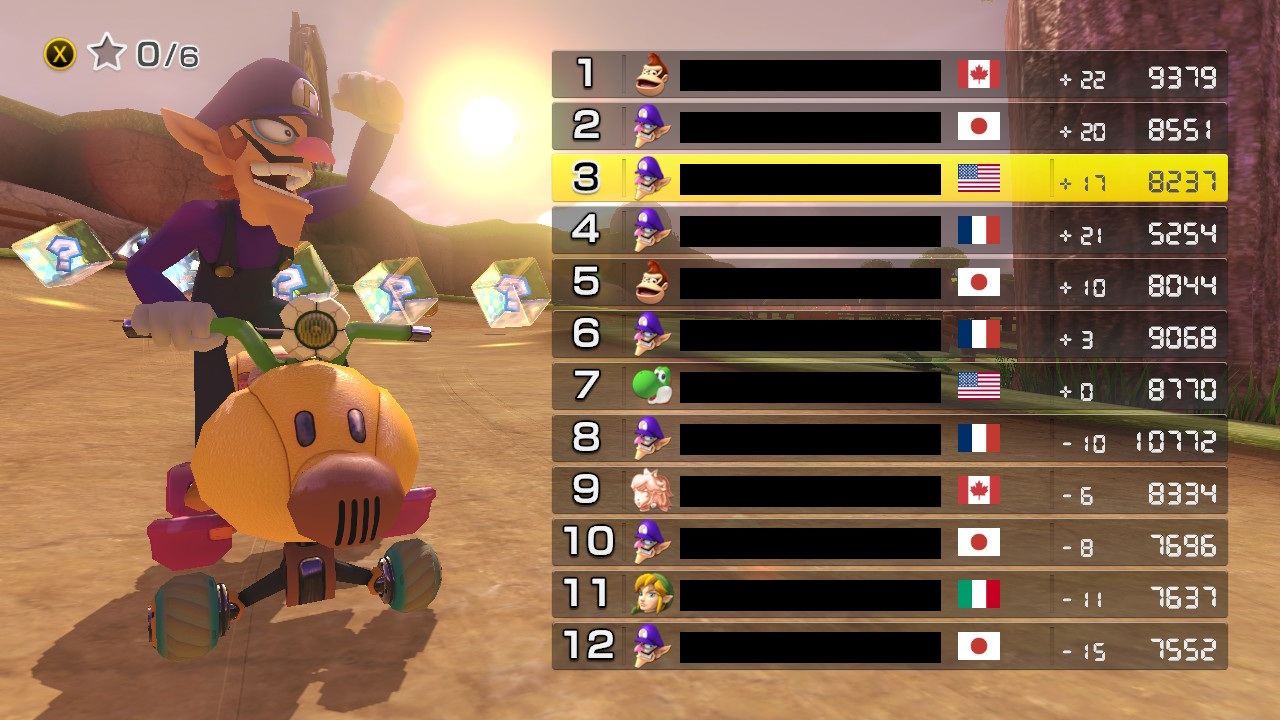 X 0/6
1 + 22 9379
2 + 20 8551
3 + 17 8237
4 + 21 5254
5 + 10 8044
6 + 3 9068
7 + 0 8770
8 - 10 10772
9 - 6 8334
10 - 8 7696
11 - 11 7637
12 - 15 7552